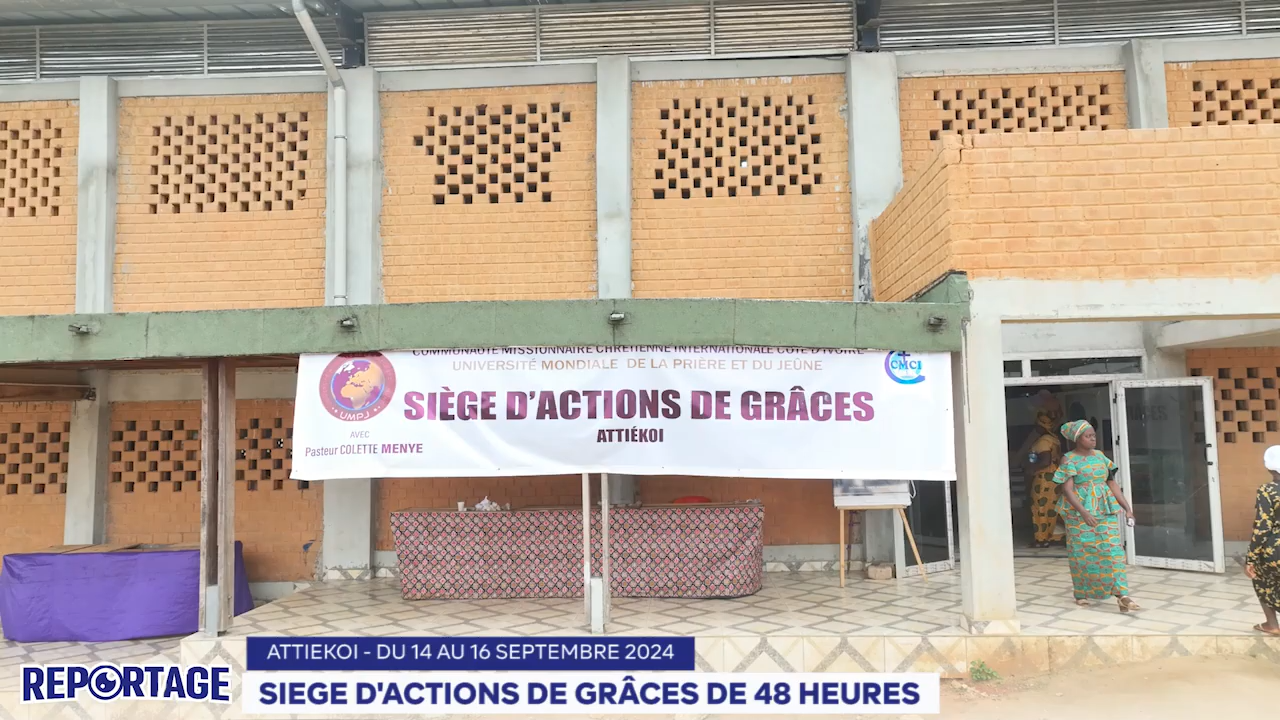 COMMUNAUTÉ MISSIONNAIRE CHRÉTIENNE INTERNATIONALE CÔTE D'IVOIRE
UNIVERSITÉ MONDIALE DE LA PRIÈRE ET DU JEÛNE
CMCI
UMPJ
SIÈGE D'ACTIONS DE GRÂCES
ATTIÉKOI
AVEC
Pasteur COLETTE MENYE
ATTIEKOI - DU 14 AU 16 SEPTEMBRE 2024
REPORTAGE
SIEGE D'ACTIONS DE GRÂCES DE 48 HEURES